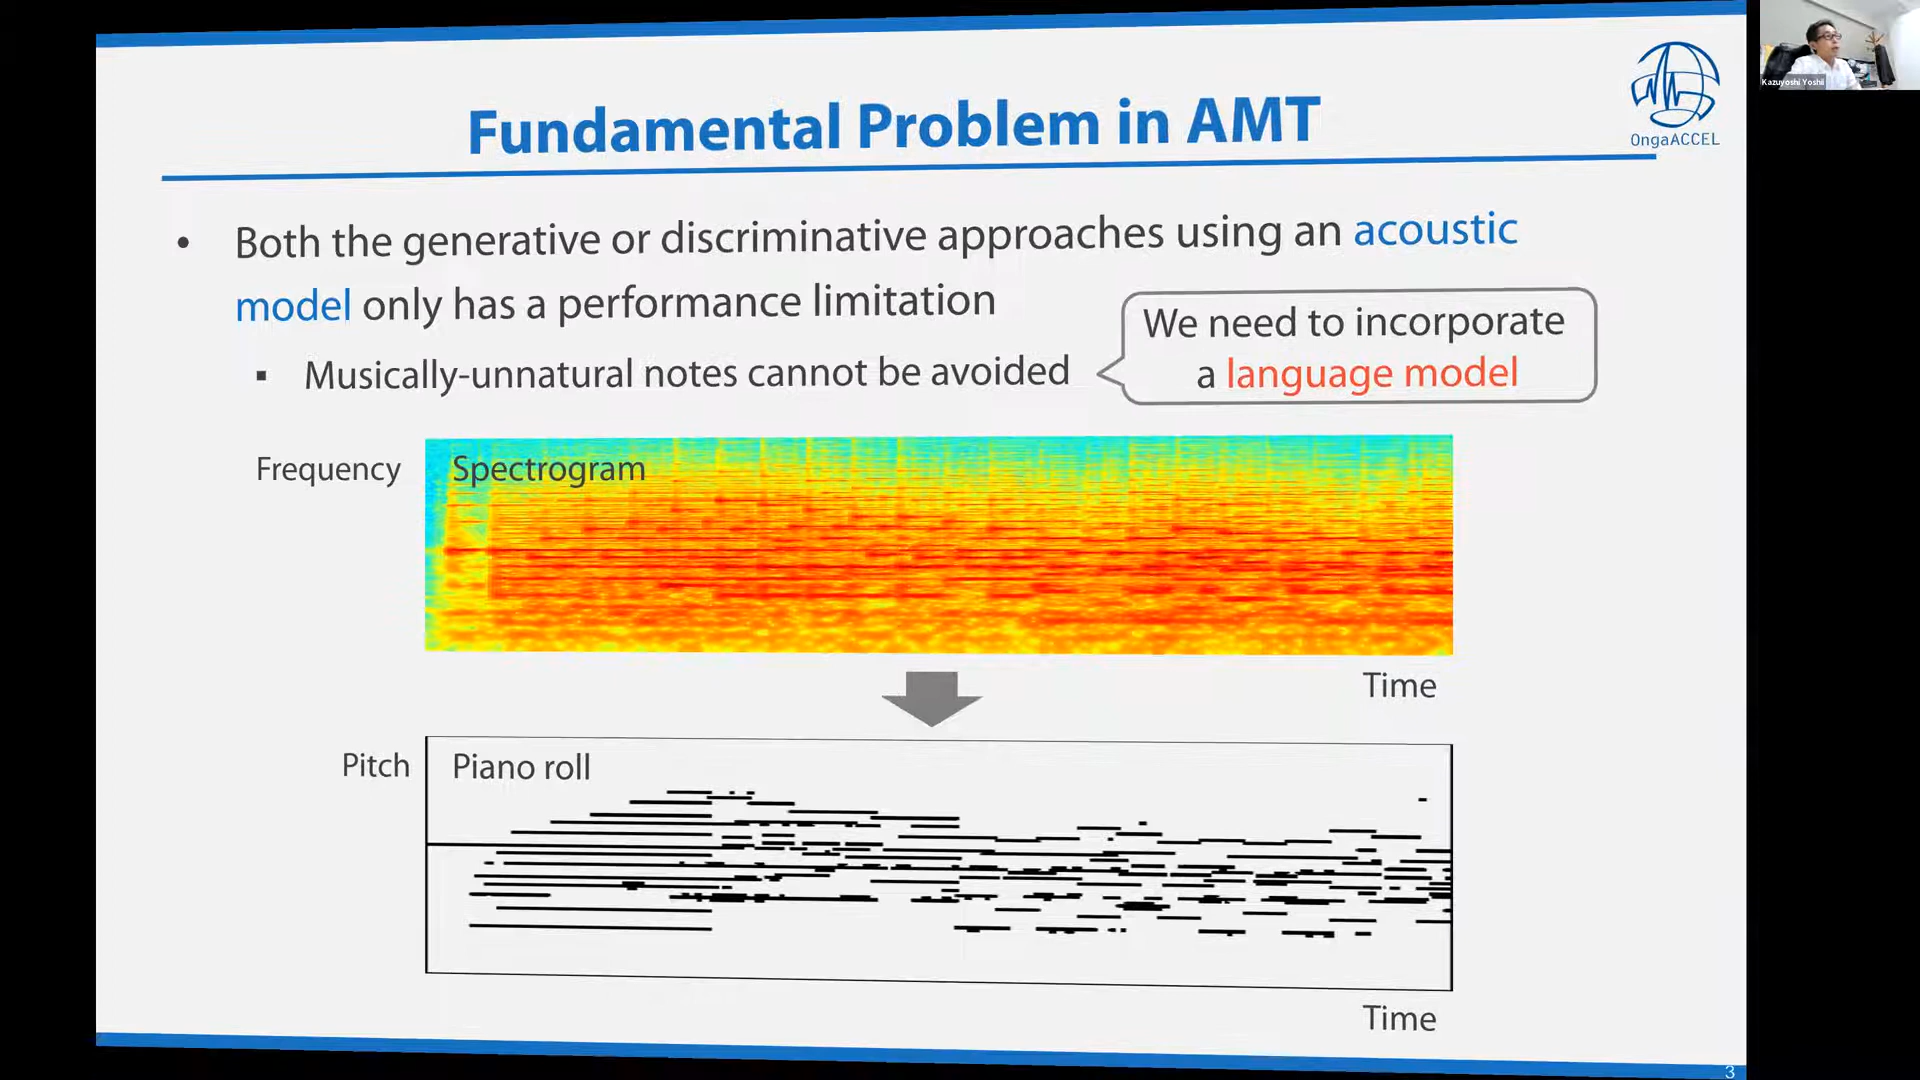 Fundamental Problem in AMT
OngaACCEL
Kazuyoshi Yoshii
• Both the generative or discriminative approaches using an acoustic
model only has a performance limitation
▪ Musically-unnatural notes cannot be avoided
We need to incorporate
a language model
Frequency
Spectrogram
Time
Pitch
Piano roll
Time
3